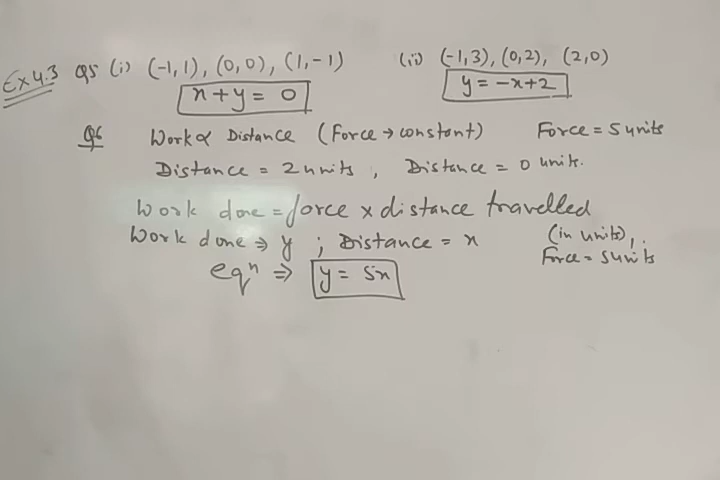 Ex 4.3 Q5 (i) (-1,1), (0,0), (1,-1) (ii) (-1,3), (0,2), (2,0)
x+y = 0 y = -x+2
Q6 Work ∝ Distance (Force → constant) Force = 5 units
Distance = 2 units, Distance = 0 units.
Work done = force × distance travelled
Work done ⇒ y ; Distance = x (in units),
Force = 5 units
eqⁿ ⇒ y = 5x